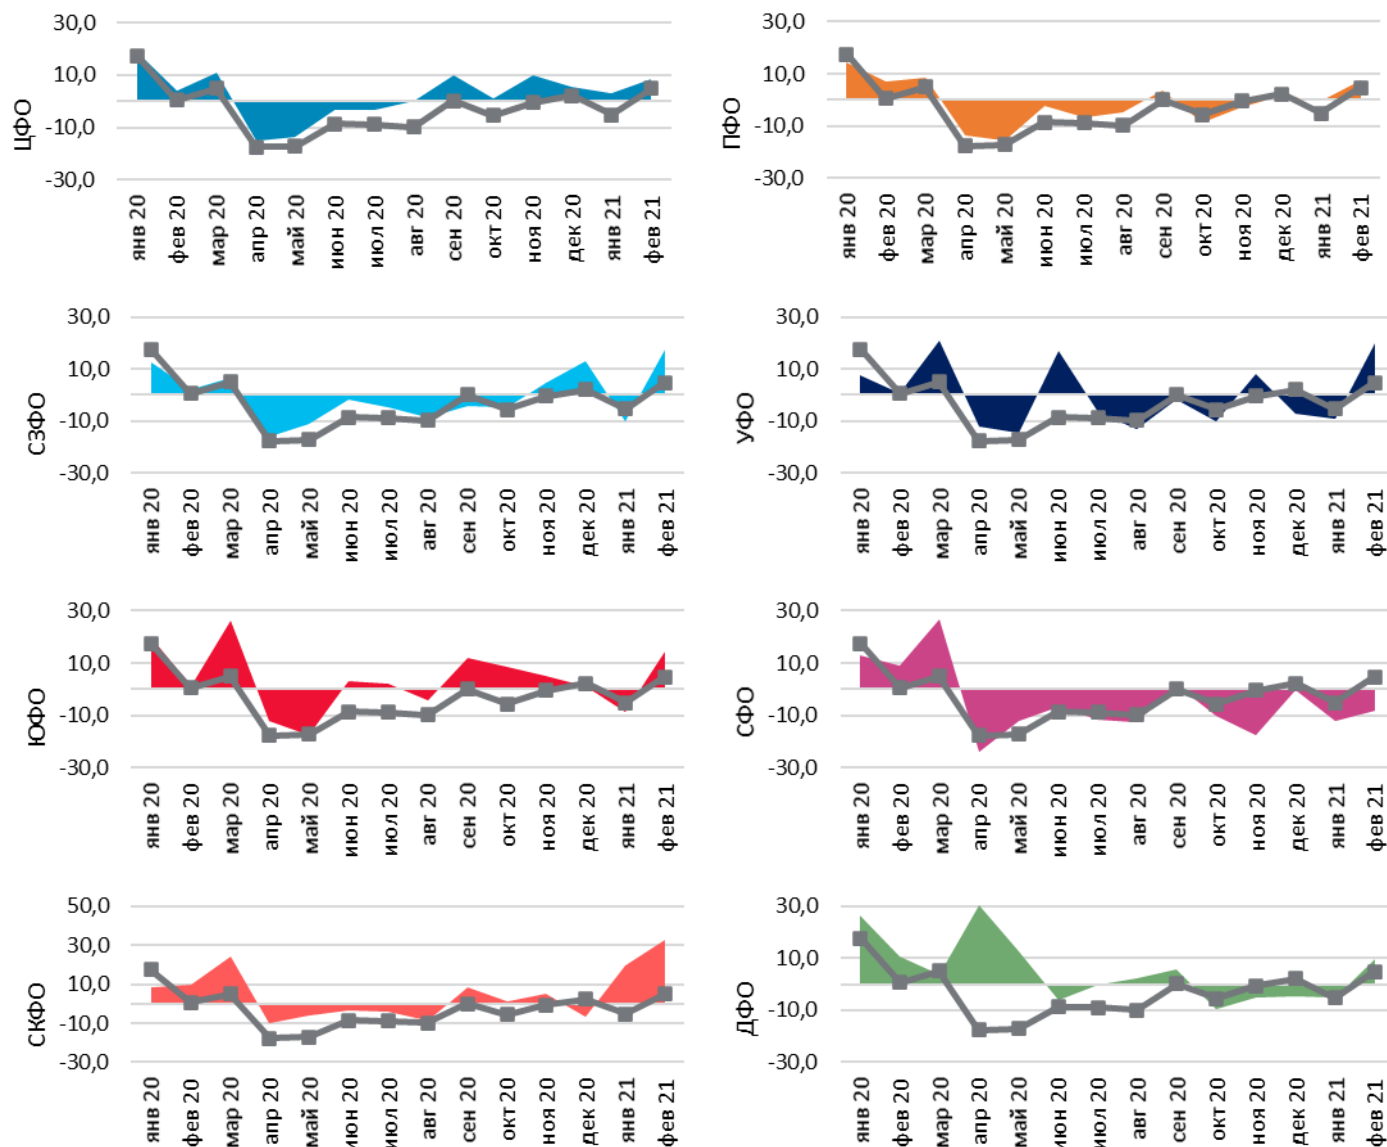 ЦФО
30,0
10,0
-10,0
-30,0
янв 20
фев 20
мар 20
апр 20
май 20
июн 20
июл 20
авг 20
сен 20
окт 20
ноя 20
дек 20
янв 21
фев 21
ПФО
30,0
10,0
-10,0
-30,0
янв 20
фев 20
мар 20
апр 20
май 20
июн 20
июл 20
авг 20
сен 20
окт 20
ноя 20
дек 20
янв 21
фев 21
СЗФО
30,0
10,0
-10,0
-30,0
янв 20
фев 20
мар 20
апр 20
май 20
июн 20
июл 20
авг 20
сен 20
окт 20
ноя 20
дек 20
янв 21
фев 21
УФО
30,0
10,0
-10,0
-30,0
янв 20
фев 20
мар 20
апр 20
май 20
июн 20
июл 20
авг 20
сен 20
окт 20
ноя 20
дек 20
янв 21
фев 21
ЮФО
30,0
10,0
-10,0
-30,0
янв 20
фев 20
мар 20
апр 20
май 20
июн 20
июл 20
авг 20
сен 20
окт 20
ноя 20
дек 20
янв 21
фев 21
СФО
30,0
10,0
-10,0
-30,0
янв 20
фев 20
мар 20
апр 20
май 20
июн 20
июл 20
авг 20
сен 20
окт 20
ноя 20
дек 20
янв 21
фев 21
СКФО
50,0
30,0
10,0
-10,0
-30,0
янв 20
фев 20
мар 20
апр 20
май 20
июн 20
июл 20
авг 20
сен 20
окт 20
ноя 20
дек 20
янв 21
фев 21
ДФО
30,0
10,0
-10,0
-30,0
янв 20
фев 20
мар 20
апр 20
май 20
июн 20
июл 20
авг 20
сен 20
окт 20
ноя 20
дек 20
янв 21
фев 21